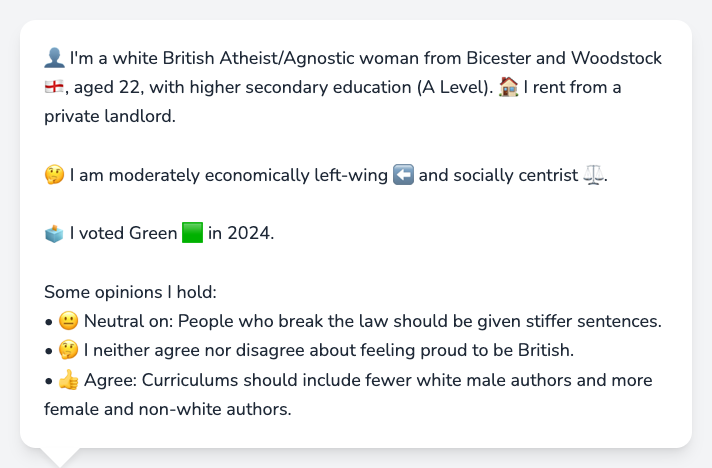 👤 I'm a white British Atheist/Agnostic woman from Bicester and Woodstock
🏴󠁧󠁢󠁥󠁮󠁧󠁿, aged 22, with higher secondary education (A Level). 🏠 I rent from a
private landlord.
🤔 I am moderately economically left-wing ⬅️ and socially centrist ⚖️.
🗳️ I voted Green 🟩 in 2024.
Some opinions I hold:
• 😐 Neutral on: People who break the law should be given stiffer sentences.
• 🤔 I neither agree nor disagree about feeling proud to be British.
• 👍 Agree: Curriculums should include fewer white male authors and more
female and non-white authors.